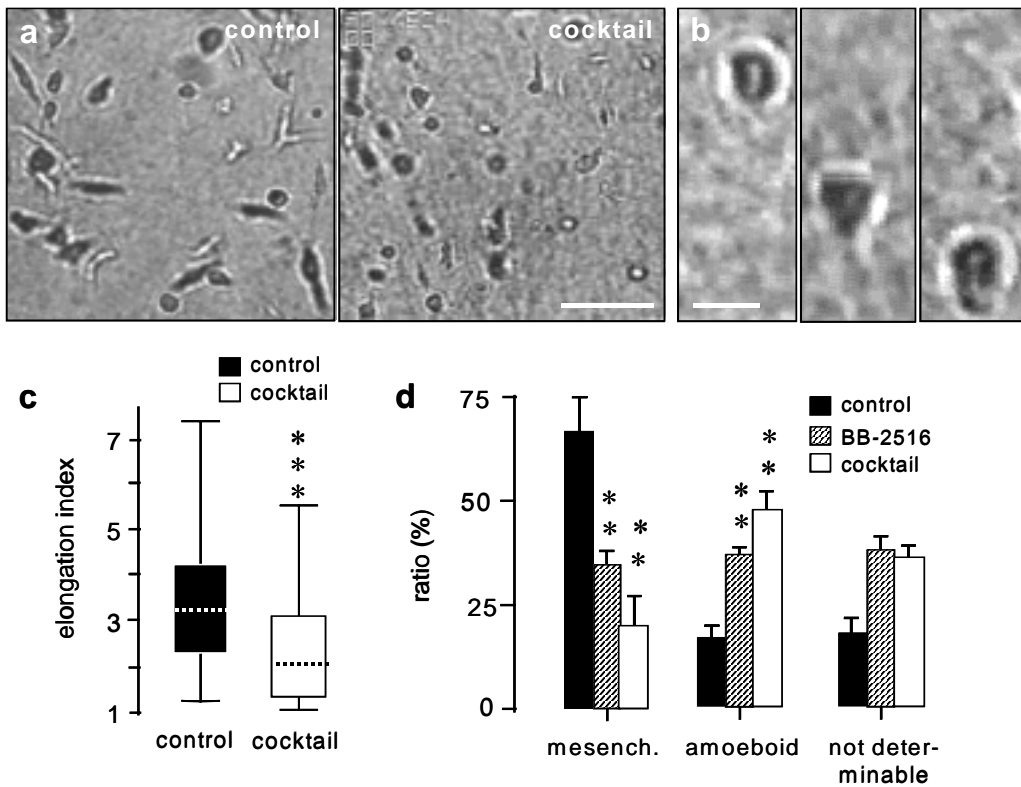 a
control
cocktail
b
c
control
cocktail
elongation index
7
5
3
1
* * *
control
cocktail
d
ratio (%)
75
50
25
0
control
BB-2516
cocktail
* *
* *
* *
* *
mesench.
amoeboid
not deter-
minable